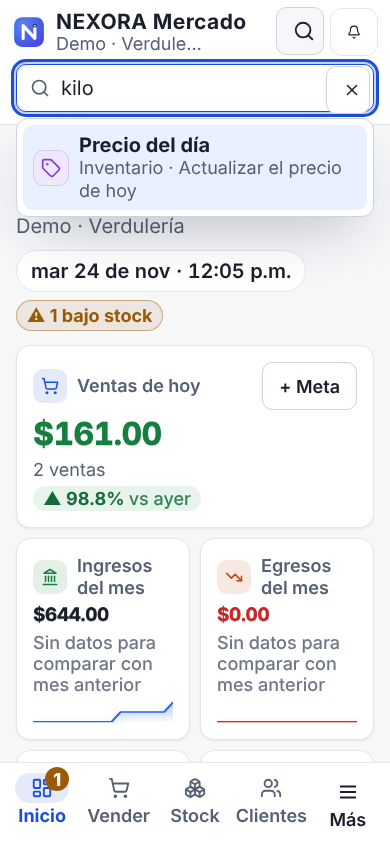 N
NEXORA Mercado
Demo · Verdule...
kilo
Precio del día
Inventario · Actualizar el precio
de hoy
Demo · Verdulería
mar 24 de nov · 12:05 p.m.
1 bajo stock
Ventas de hoy
+ Meta
$161.00
2 ventas
▲ 98.8% vs ayer
Ingresos
del mes
$644.00
Sin datos para
comparar con
mes anterior
Egresos
del mes
$0.00
Sin datos para
comparar con
mes anterior
1
Inicio
Vender
Stock
Clientes
Más